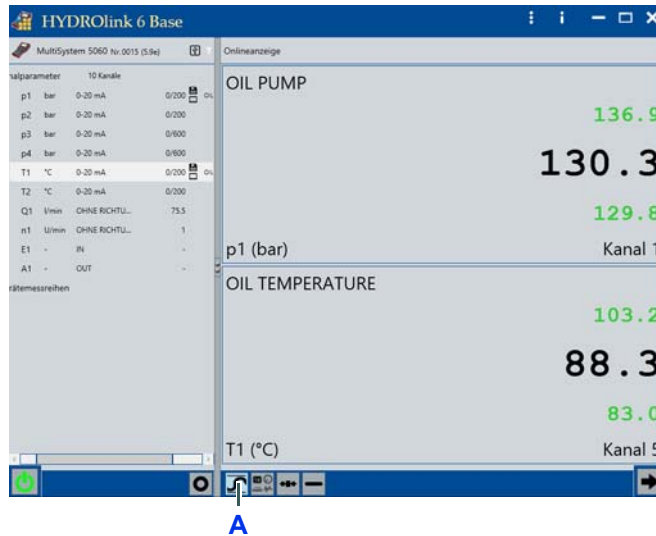 HYDROlink 6 Base
MultiSystem 5060 Nr.0015 (5.9e)
Onlineanzeige
nalparameter 10 Kanäle
p1 bar 0-20 mA 0/200
p2 bar 0-20 mA 0/200
p3 bar 0-20 mA 0/600
p4 bar 0-20 mA 0/600
T1 °C 0-20 mA 0/200
T2 °C 0-20 mA 0/200
Q1 l/min OHNE RICHTU... 75.5
n1 U/min OHNE RICHTU... 1
E1 - IN -
A1 - OUT -
rätemessreihen
OIL PUMP
136.9
130.3
129.8
p1 (bar) Kanal 1
OIL TEMPERATURE
103.2
88.3
83.0
T1 (°C) Kanal 5
A